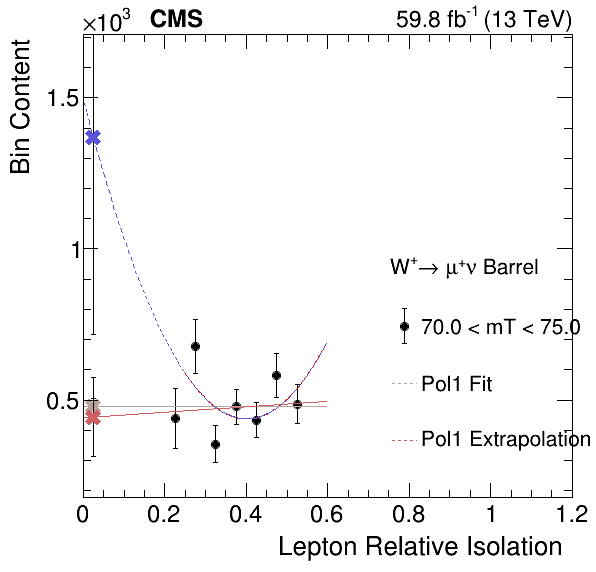 ×10³ CMS 59.8 fb⁻¹ (13 TeV)
Bin Content
1.5
1
0.5
W⁺→ μ⁺ν Barrel
70.0 < mT < 75.0
Pol1 Fit
Pol1 Extrapolation
0 0.2 0.4 0.6 0.8 1 1.2
Lepton Relative Isolation